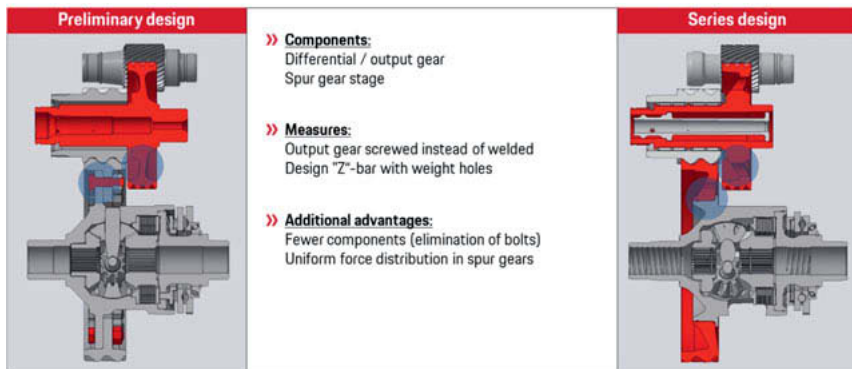 Preliminary design
Series design
» Components:
Differential / output gear
Spur gear stage
» Measures:
Output gear screwed instead of welded
Design "Z"-bar with weight holes
» Additional advantages:
Fewer components (elimination of bolts)
Uniform force distribution in spur gears